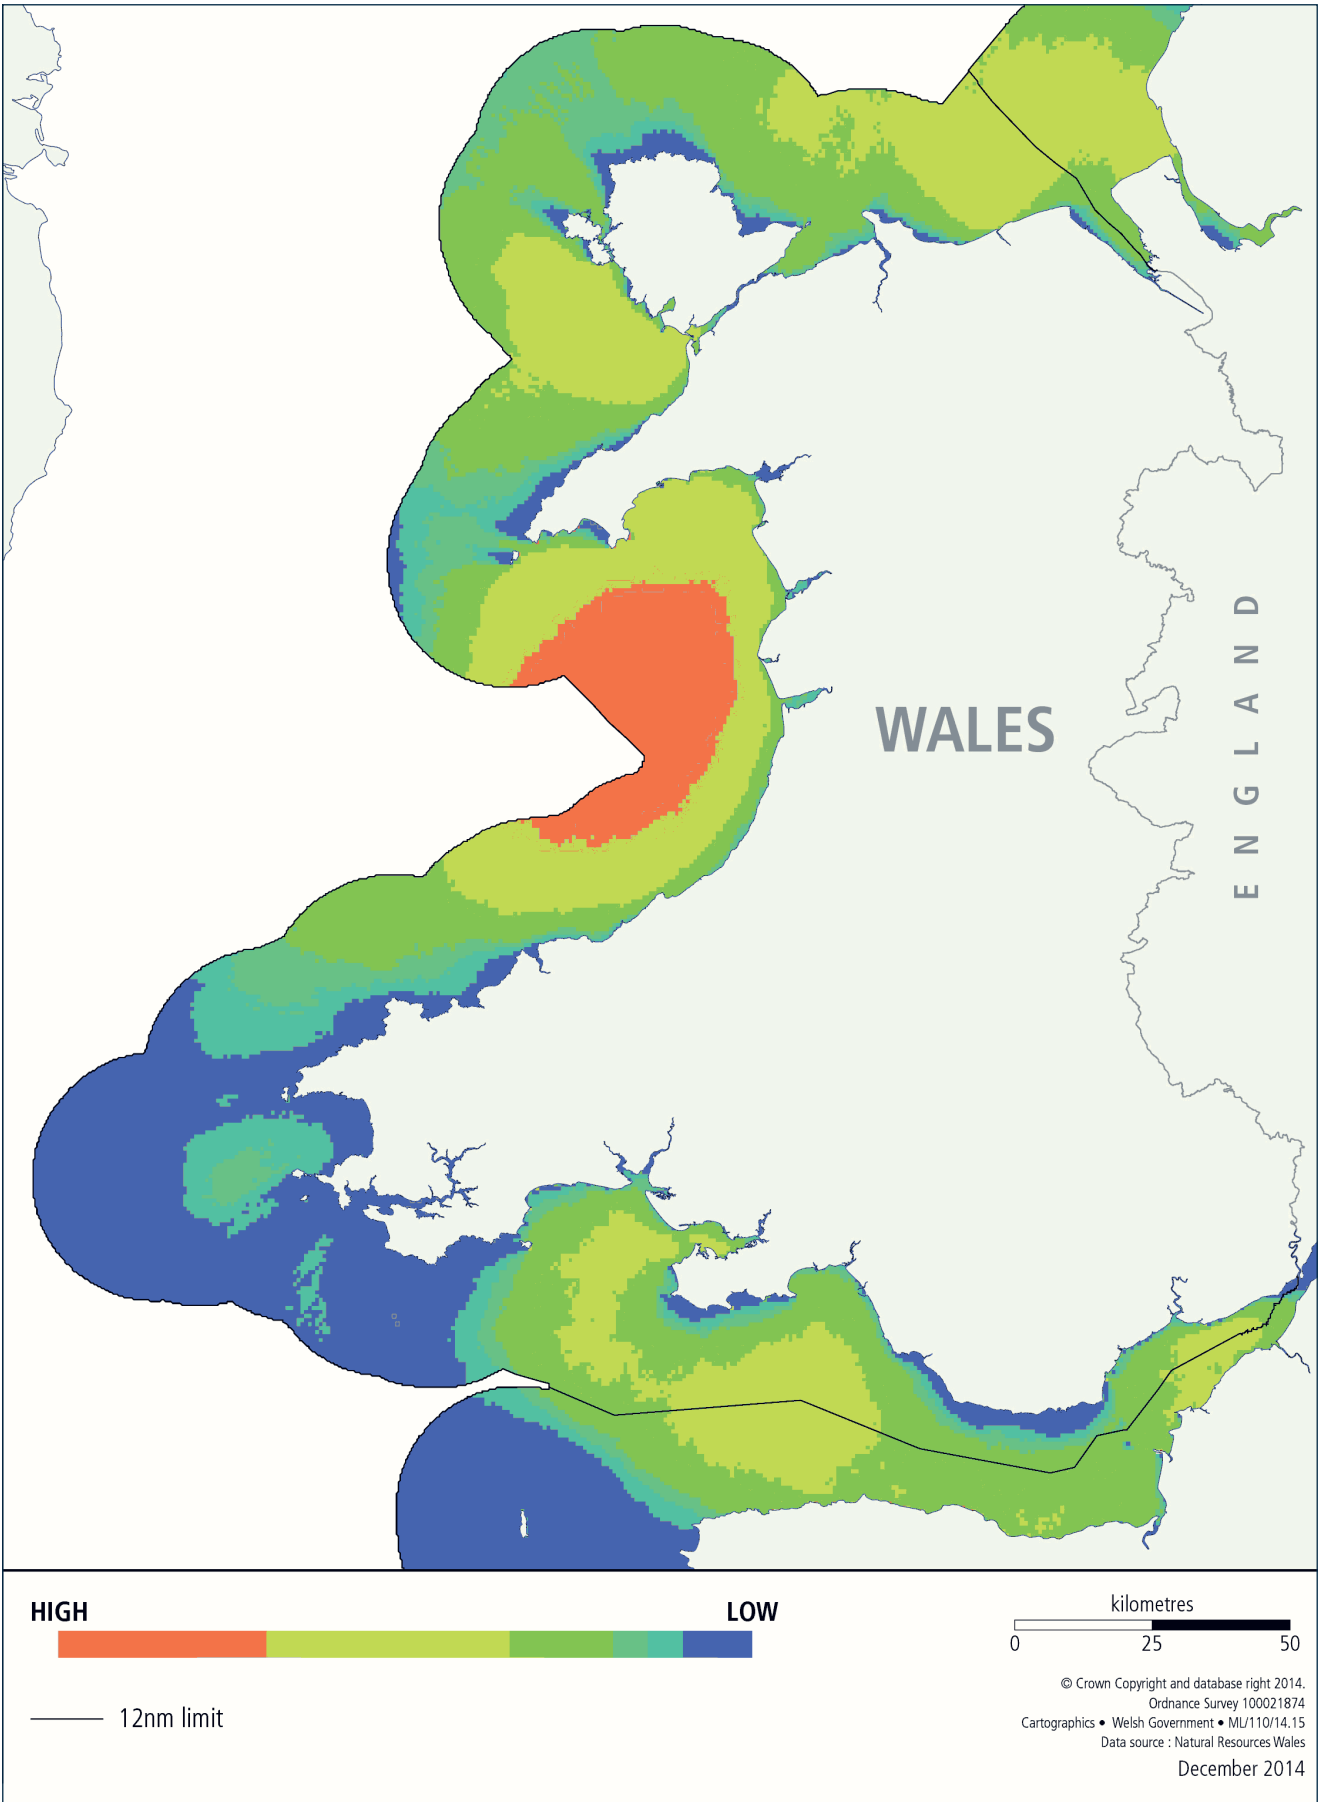 WALES
ENGLAND
HIGH
LOW
12nm limit
kilometres
0
25
50
© Crown Copyright and database right 2014.
Ordnance Survey 100021874
Cartographics • Welsh Government • ML/110/14.15
Data source : Natural Resources Wales
December 2014